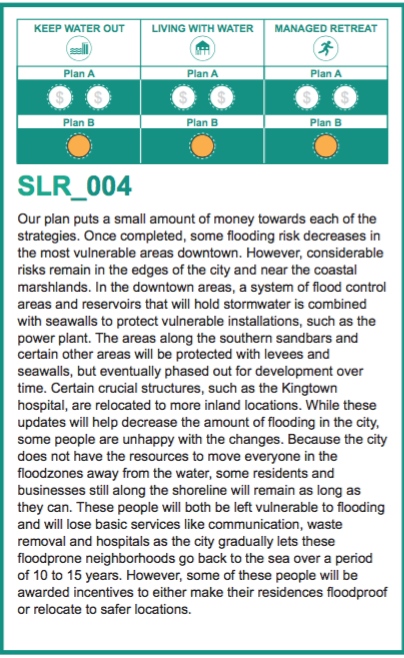 KEEP WATER OUT LIVING WITH WATER MANAGED RETREAT
Plan A Plan A Plan A
$ $ $ $ $ $
Plan B Plan B Plan B
SLR_004
Our plan puts a small amount of money towards each of the
strategies. Once completed, some flooding risk decreases in
the most vulnerable areas downtown. However, considerable
risks remain in the edges of the city and near the coastal
marshlands. In the downtown areas, a system of flood control
areas and reservoirs that will hold stormwater is combined
with seawalls to protect vulnerable installations, such as the
power plant. The areas along the southern sandbars and
certain other areas will be protected with levees and
seawalls, but eventually phased out for development over
time. Certain crucial structures, such as the Kingtown
hospital, are relocated to more inland locations. While these
updates will help decrease the amount of flooding in the city,
some people are unhappy with the changes. Because the city
does not have the resources to move everyone in the
floodzones away from the water, some residents and
businesses still along the shoreline will remain as long as
they can. These people will both be left vulnerable to flooding
and will lose basic services like communication, waste
removal and hospitals as the city gradually lets these
floodprone neighborhoods go back to the sea over a period
of 10 to 15 years. However, some of these people will be
awarded incentives to either make their residences floodproof
or relocate to safer locations.